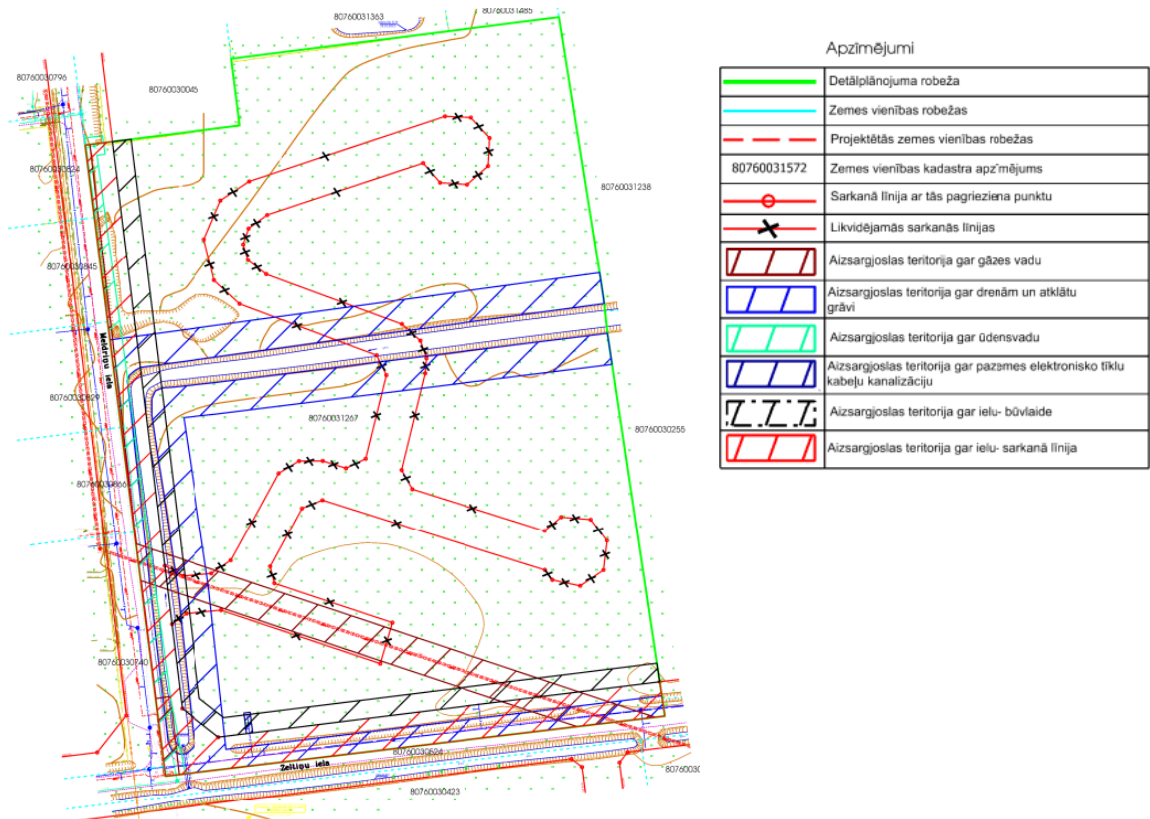 80760031485
80760031363
80760030796
80760030045
80760030824
80760031238
80760030845
Meldriņu iela
80760030829
80760031267
80760030255
80760030866
80760030740
80760030624
Zeltiņu iela
80760030423
Apzīmējumi
Detālplānojuma robeža
Zemes vienības robežas
Projektētās zemes vienības robežas
80760031572 Zemes vienības kadastra apzīmējums
Sarkanā līnija ar tās pagrieziena punktu
Likvidējamās sarkanās līnijas
Aizsargjoslas teritorija gar gāzes vadu
Aizsargjoslas teritorija gar drenām un atklātu
grāvi
Aizsargjoslas teritorija gar ūdensvadu
Aizsargjoslas teritorija gar pazemes elektronisko tīklu
kabeļu kanalizāciju
Aizsargjoslas teritorija gar ielu- būvlaide
Aizsargjoslas teritorija gar ielu- sarkanā līnija